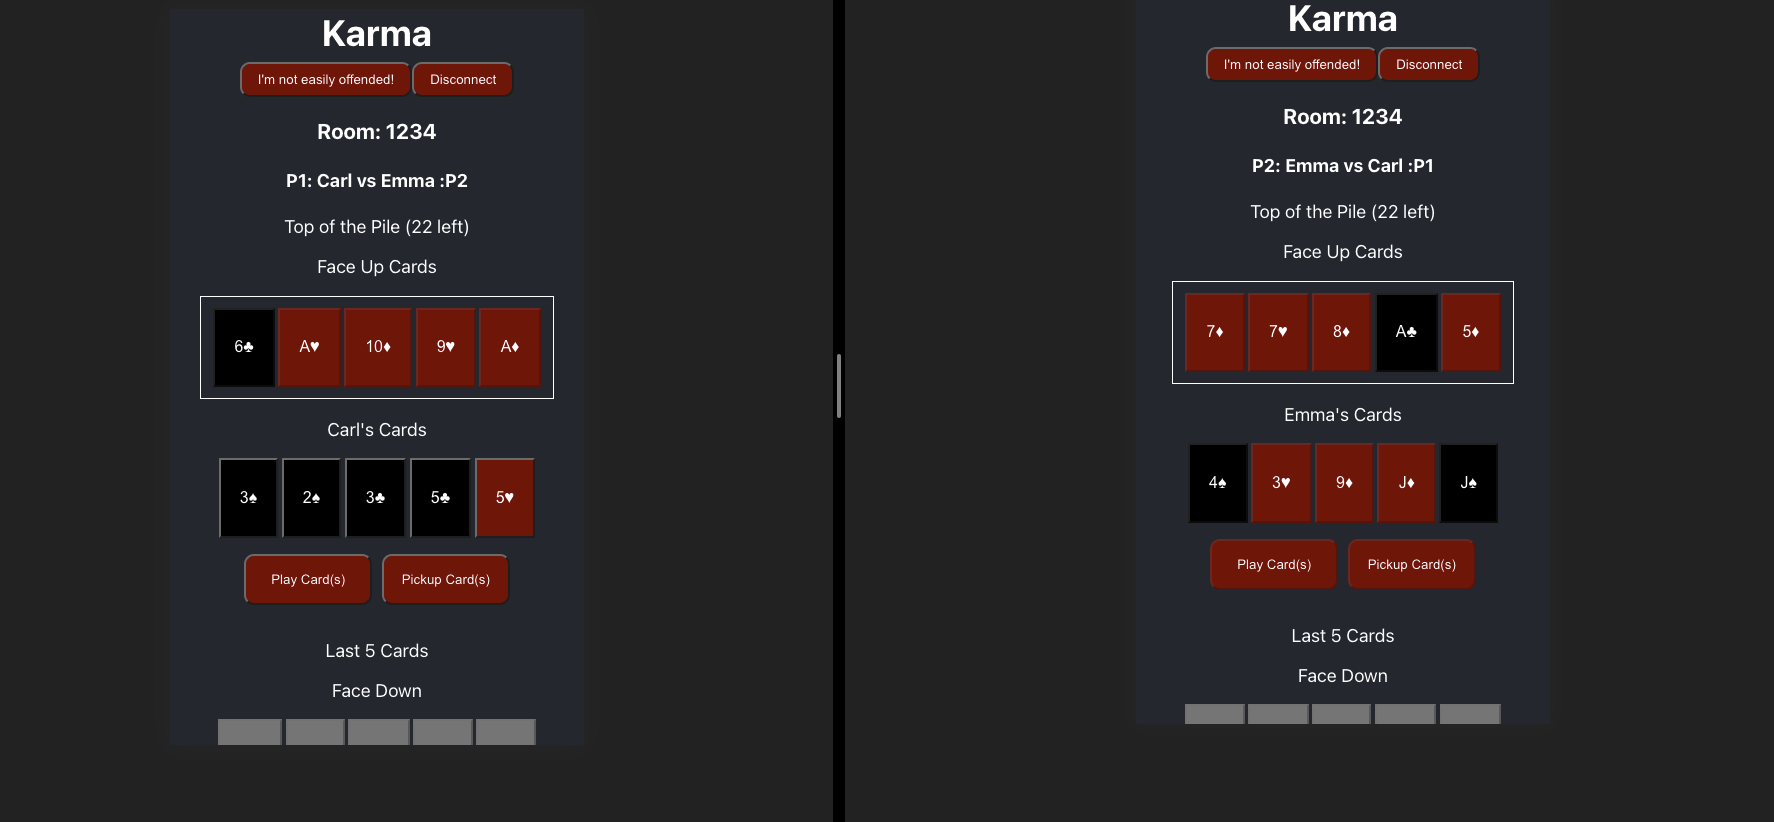 Karma
I'm not easily offended! Disconnect
Room: 1234
P1: Carl vs Emma :P2
Top of the Pile (22 left)
Face Up Cards
6♣ A♥ 10♦ 9♥ A♦
Carl's Cards
3♠ 2♠ 3♣ 5♣ 5♥
Play Card(s) Pickup Card(s)
Last 5 Cards
Face Down
Karma
I'm not easily offended! Disconnect
Room: 1234
P2: Emma vs Carl :P1
Top of the Pile (22 left)
Face Up Cards
7♦ 7♥ 8♦ A♣ 5♦
Emma's Cards
4♠ 3♥ 9♦ J♦ J♠
Play Card(s) Pickup Card(s)
Last 5 Cards
Face Down